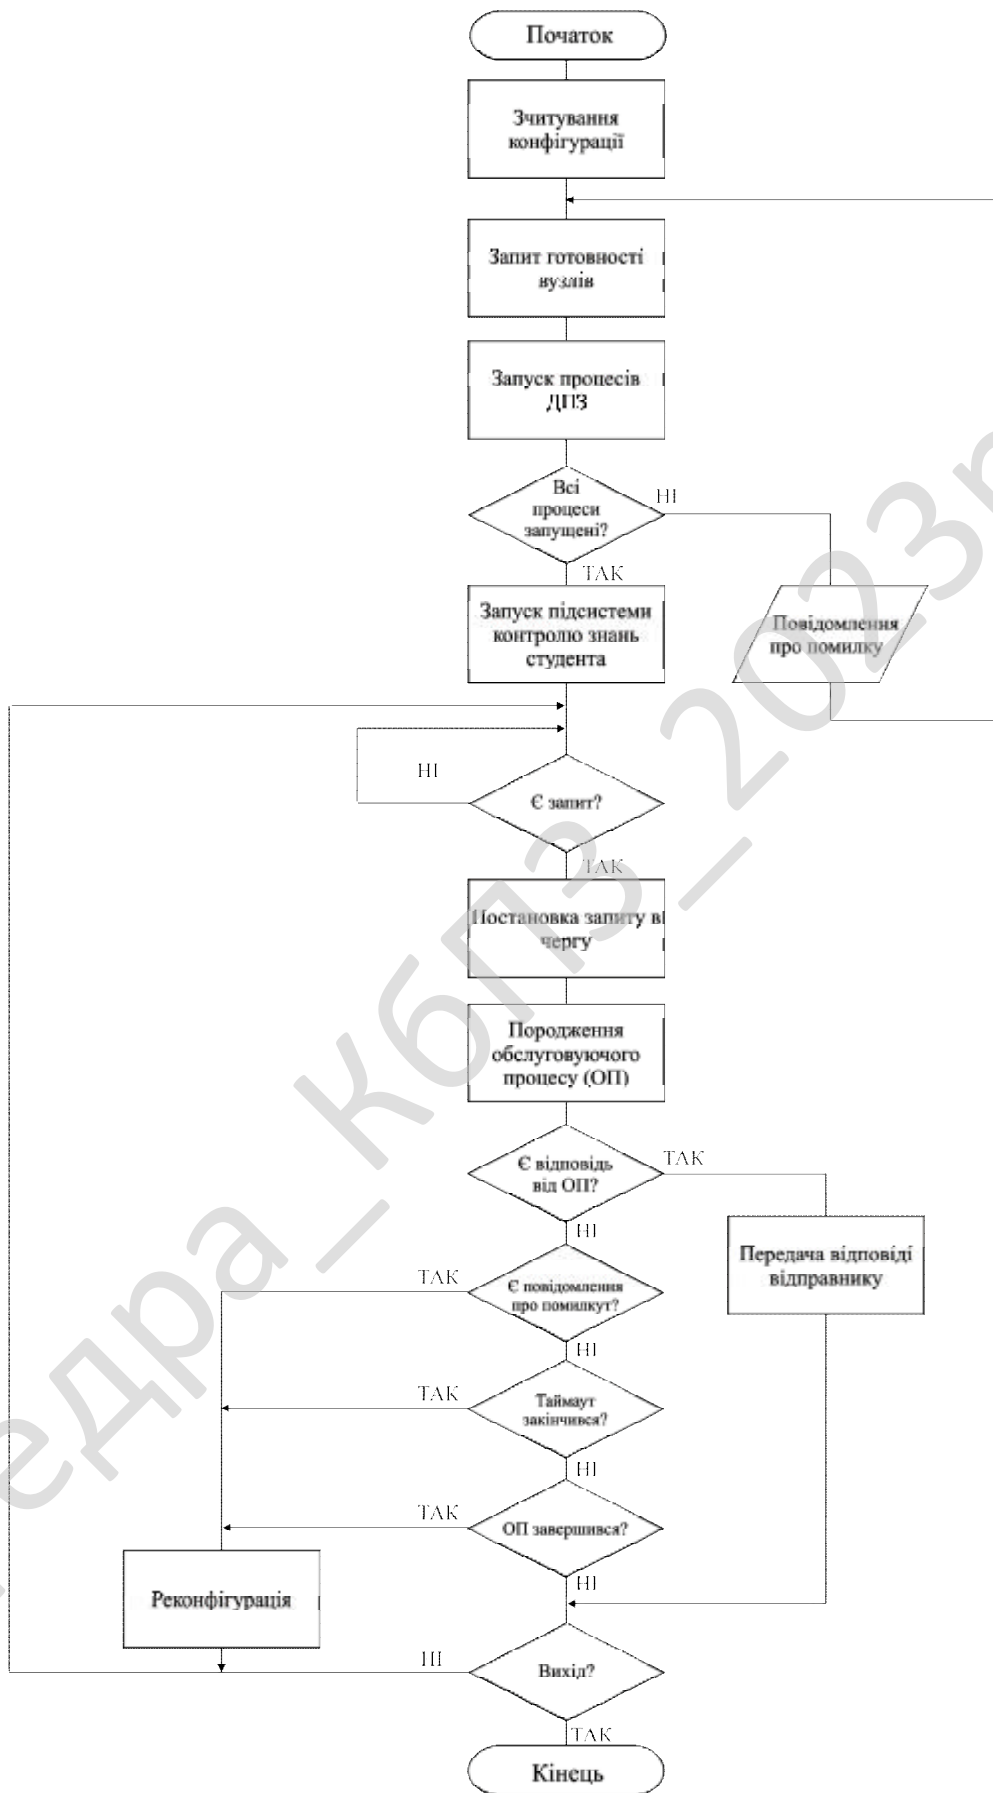 Початок
Зчитування
конфігурації
Запит готовності
вузлів
Запуск процесів
ДПЗ
Всі
процеси
запущені?
НІ
ТАК
Запуск підсистеми
контролю знань
студента
Повідомлення
про помилку
НІ
Є запит?
ТАК
Постановка запиту в
чергу
Породження
обслуговуючого
процесу (ОП)
Є відповідь
від ОП?
ТАК
НІ
Передача відповіді
відправнику
ТАК
Є повідомлення
про помилкут?
НІ
ТАК
Таймаут
закінчився?
НІ
ТАК
ОП завершився?
НІ
Реконфігурація
НІ
Вихід?
ТАК
Кінець
едра_КбПЗ_2023р